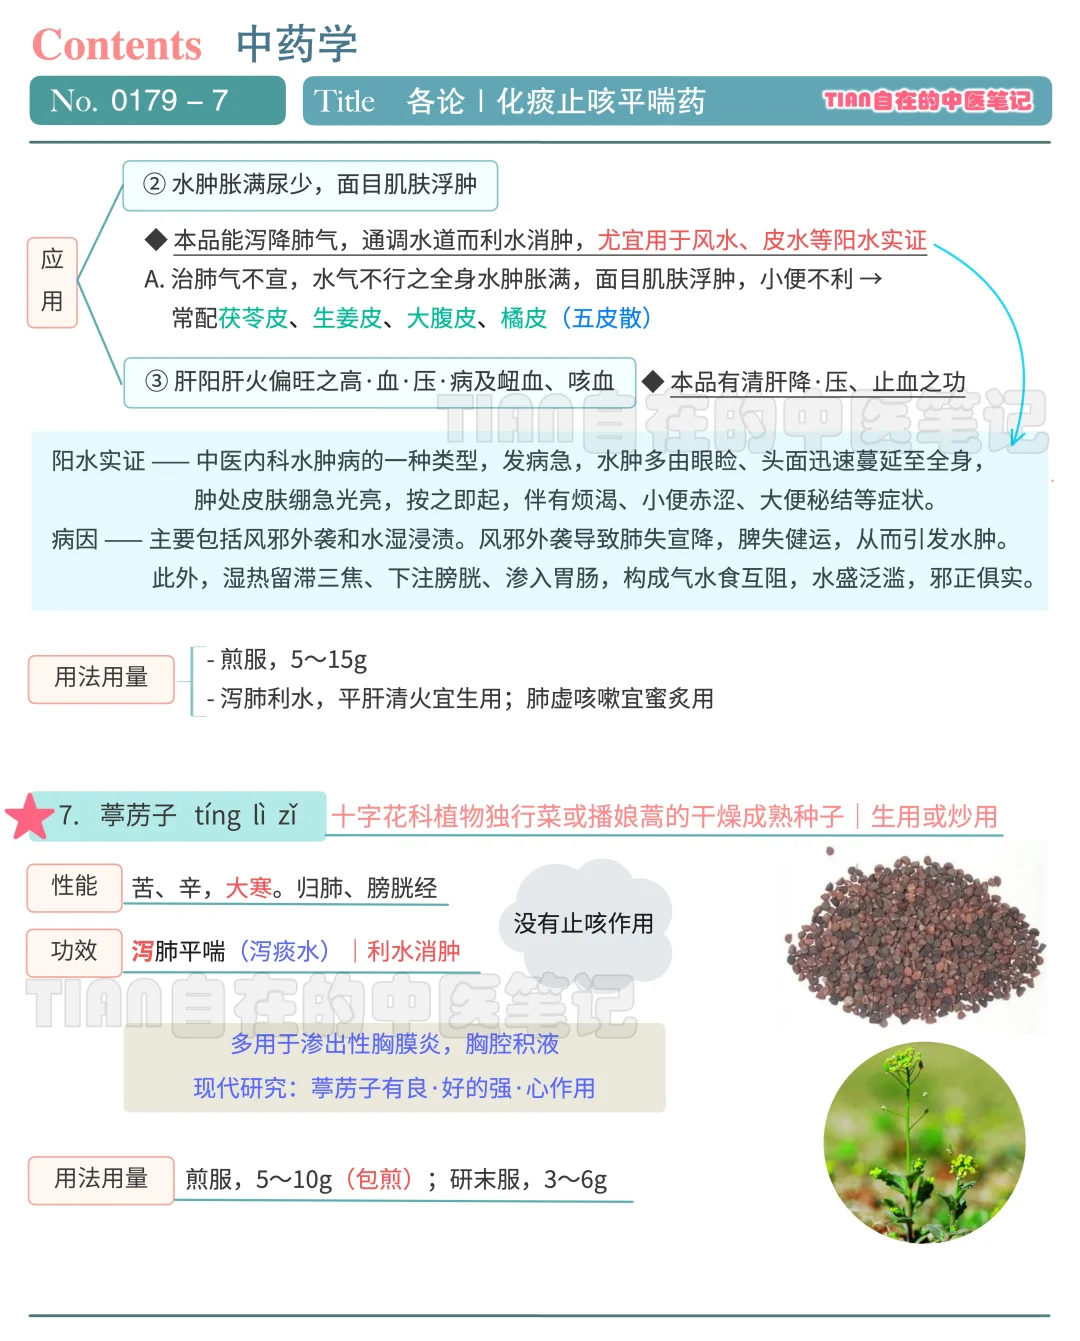 Contents 中药学
No. 0179 – 7
Title 各论 | 化痰止咳平喘药
TIAN自在的中医笔记
② 水肿胀满尿少，面目肌肤浮肿
◆ 本品能泻降肺气，通调水道而利水消肿，尤宜用于风水、皮水等阳水实证
应用
A. 治肺气不宣，水气不行之全身水肿胀满，面目肌肤浮肿，小便不利 →
常配茯苓皮、生姜皮、大腹皮、橘皮（五皮散）
③ 肝阳肝火偏旺之高·血·压·病及衄血、咳血 ◆ 本品有清肝降·压、止血之功
TIAN自在的中医笔记
阳水实证 —— 中医内科水肿病的一种类型，发病急，水肿多由眼睑、头面迅速蔓延至全身，
肿处皮肤绷急光亮，按之即起，伴有烦渴、小便赤涩、大便秘结等症状。
病因 —— 主要包括风邪外袭和水湿浸渍。风邪外袭导致肺失宣降，脾失健运，从而引发水肿。
此外，湿热留滞三焦、下注膀胱、渗入胃肠，构成气水食互阻，水盛泛滥，邪正俱实。
用法用量
- 煎服，5～15g
- 泻肺利水，平肝清火宜生用；肺虚咳嗽宜蜜炙用
7. 葶苈子 tíng lì zǐ 十字花科植物独行菜或播娘蒿的干燥成熟种子｜生用或炒用
性能 苦、辛，大寒。归肺、膀胱经
没有止咳作用
功效 泻肺平喘（泻痰水）｜利水消肿
TIAN自在的中医笔记
多用于渗出性胸膜炎，胸腔积液
现代研究：葶苈子有良·好的强·心作用
用法用量 煎服，5～10g（包煎）；研末服，3～6g